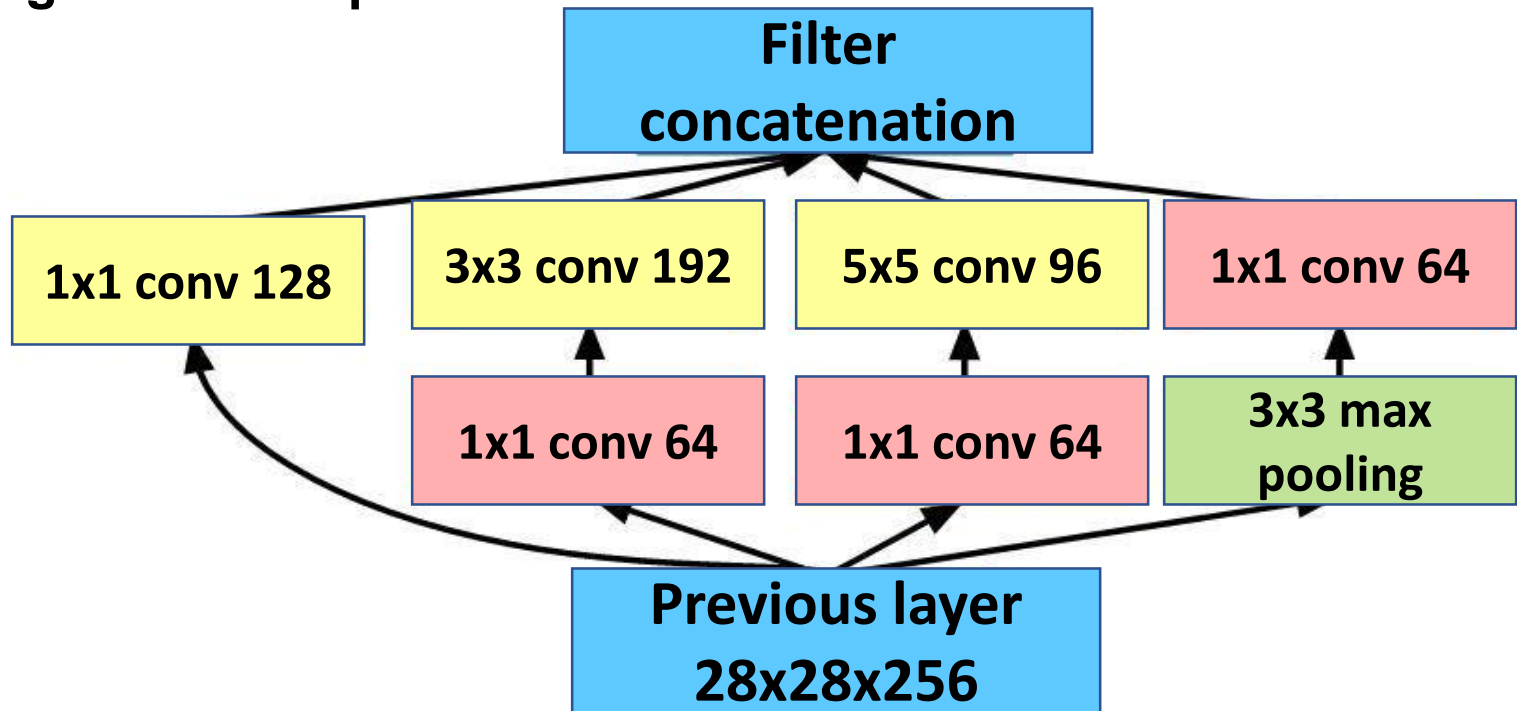 Filter
concatenation
1x1 conv 128
3x3 conv 192
5x5 conv 96
1x1 conv 64
1x1 conv 64
1x1 conv 64
3x3 max
pooling
Previous layer
28x28x256